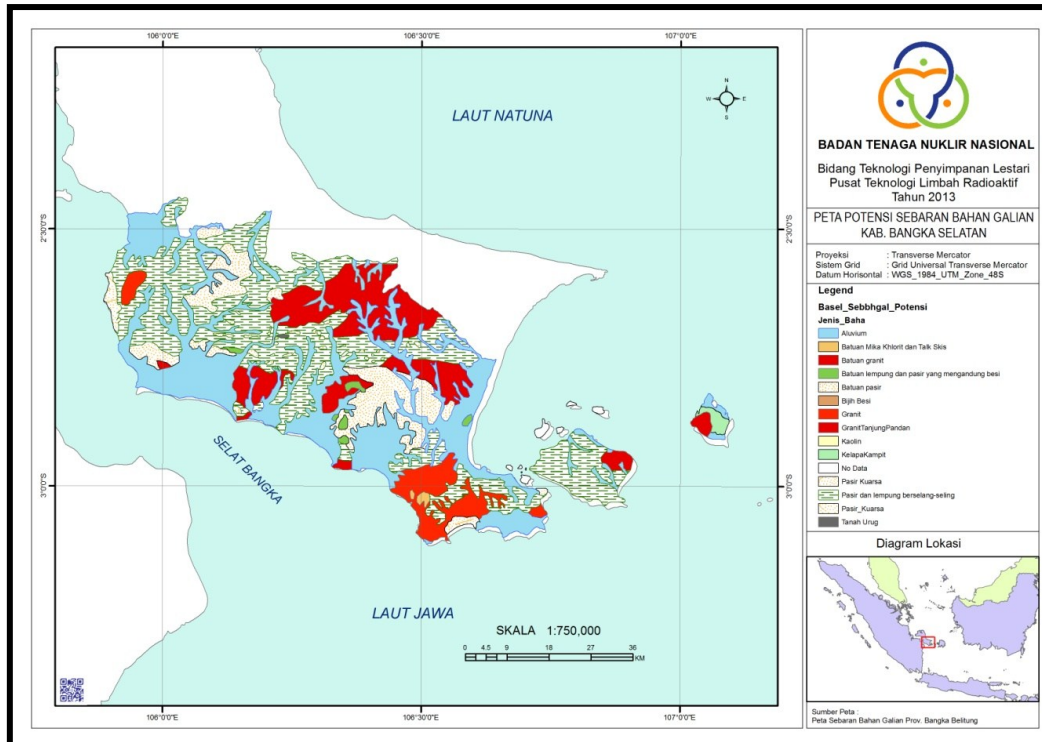 106°0'0"E
106°30'0"E
107°0'0"E
2°30'0"S
2°30'0"S
3°0'0"S
3°0'0"S
LAUT NATUNA
N
W
E
S
SELAT BANGKA
LAUT JAWA
SKALA 1:750,000
0 4.5 9 18 27 36
KM
106°0'0"E
106°30'0"E
107°0'0"E
BADAN TENAGA NUKLIR NASIONAL
Bidang Teknologi Penyimpanan Lestari
Pusat Teknologi Limbah Radioaktif
Tahun 2013
PETA POTENSI SEBARAN BAHAN GALIAN
KAB. BANGKA SELATAN
Proyeksi : Transverse Mercator
Sistem Grid : Grid Universal Transverse Mercator
Datum Horisontal : WGS_1984_UTM_Zone_48S
Legend
Basel_Sebbhgal_Potensi
Jenis_Baha
Aluvium
Batuan Mika Khlorit dan Talk Skis
Batuan granit
Batuan lempung dan pasir yang mengandung besi
Batuan pasir
Bijih Besi
Granit
GranitTanjungPandan
Kaolin
KelapaKampit
No Data
Pasir Kuarsa
Pasir dan lempung berselang-seling
Pasir_Kuarsa
Tanah Urug
Diagram Lokasi
Sumber Peta :
Peta Sebaran Bahan Galian Prov. Bangka Belitung